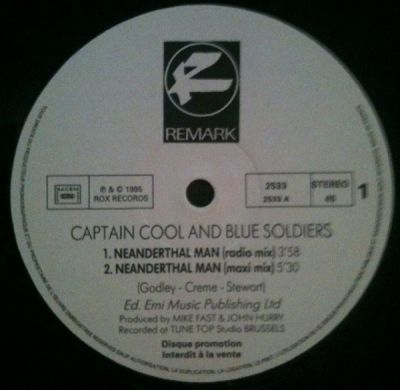 REMARK
SACEM
℗ & © 1995
ROX RECORDS
2533
2533 A
STEREO
45
1
CAPTAIN COOL AND BLUE SOLDIERS
1. NEANDERTHAL MAN (radio mix) 3'58
2. NEANDERTHAL MAN (maxi mix) 5'30
(Godley - Creme - Stewart)
Ed. Emi Music Publishing Ltd
Produced by MIKE FAST & JOHN HURRY
Recorded at TUNE TOP Studio BRUSSELS
Disque promotion
Interdit à la vente